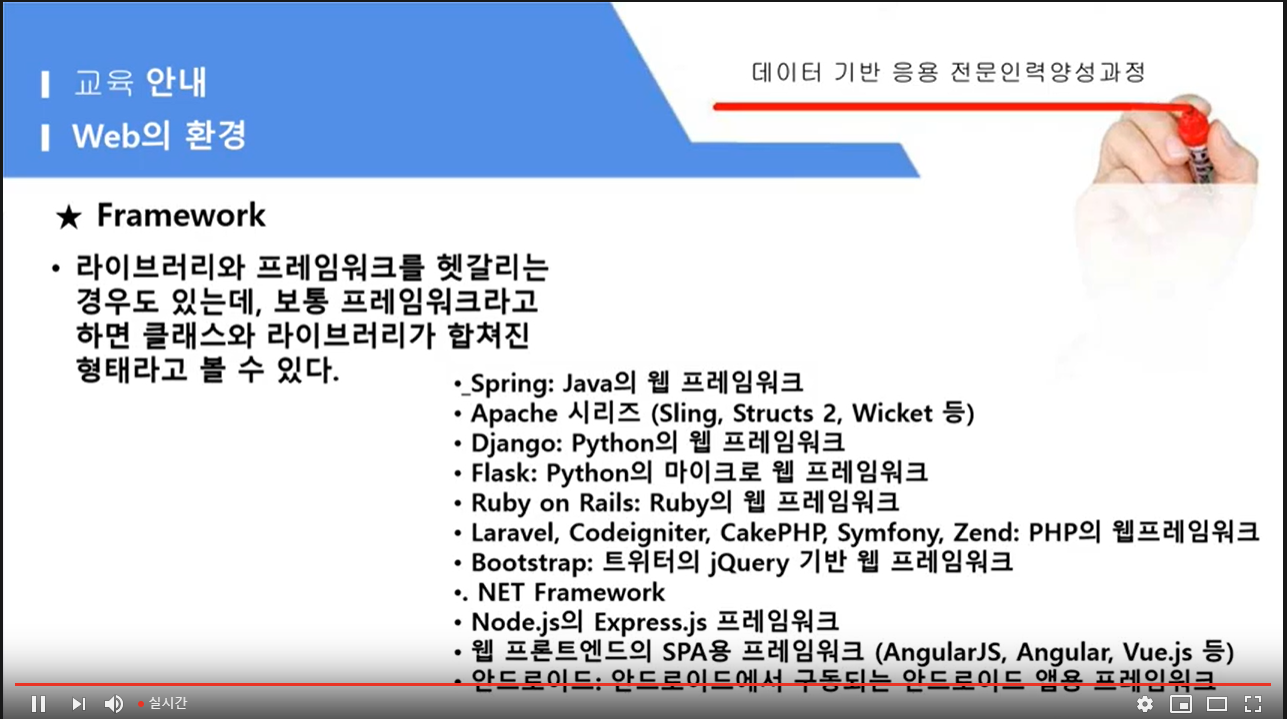 교육 안내
Web의 환경
데이터 기반 응용 전문인력양성과정
★ Framework
• 라이브러리와 프레임워크를 헷갈리는
경우도 있는데, 보통 프레임워크라고
하면 클래스와 라이브러리가 합쳐진
형태라고 볼 수 있다.
•_Spring: Java의 웹 프레임워크
• Apache 시리즈 (Sling, Structs 2, Wicket 등)
• Django: Python의 웹 프레임워크
• Flask: Python의 마이크로 웹 프레임워크
• Ruby on Rails: Ruby의 웹 프레임워크
• Laravel, Codeigniter, CakePHP, Symfony, Zend: PHP의 웹프레임워크
• Bootstrap: 트위터의 jQuery 기반 웹 프레임워크
•. NET Framework
• Node.js의 Express.js 프레임워크
• 웹 프론트엔드의 SPA용 프레임워크 (AngularJS, Angular, Vue.js 등)
• 안드로이드: 안드로이드에서 구동되는 안드로이드 앱용 프레임워크
실시간